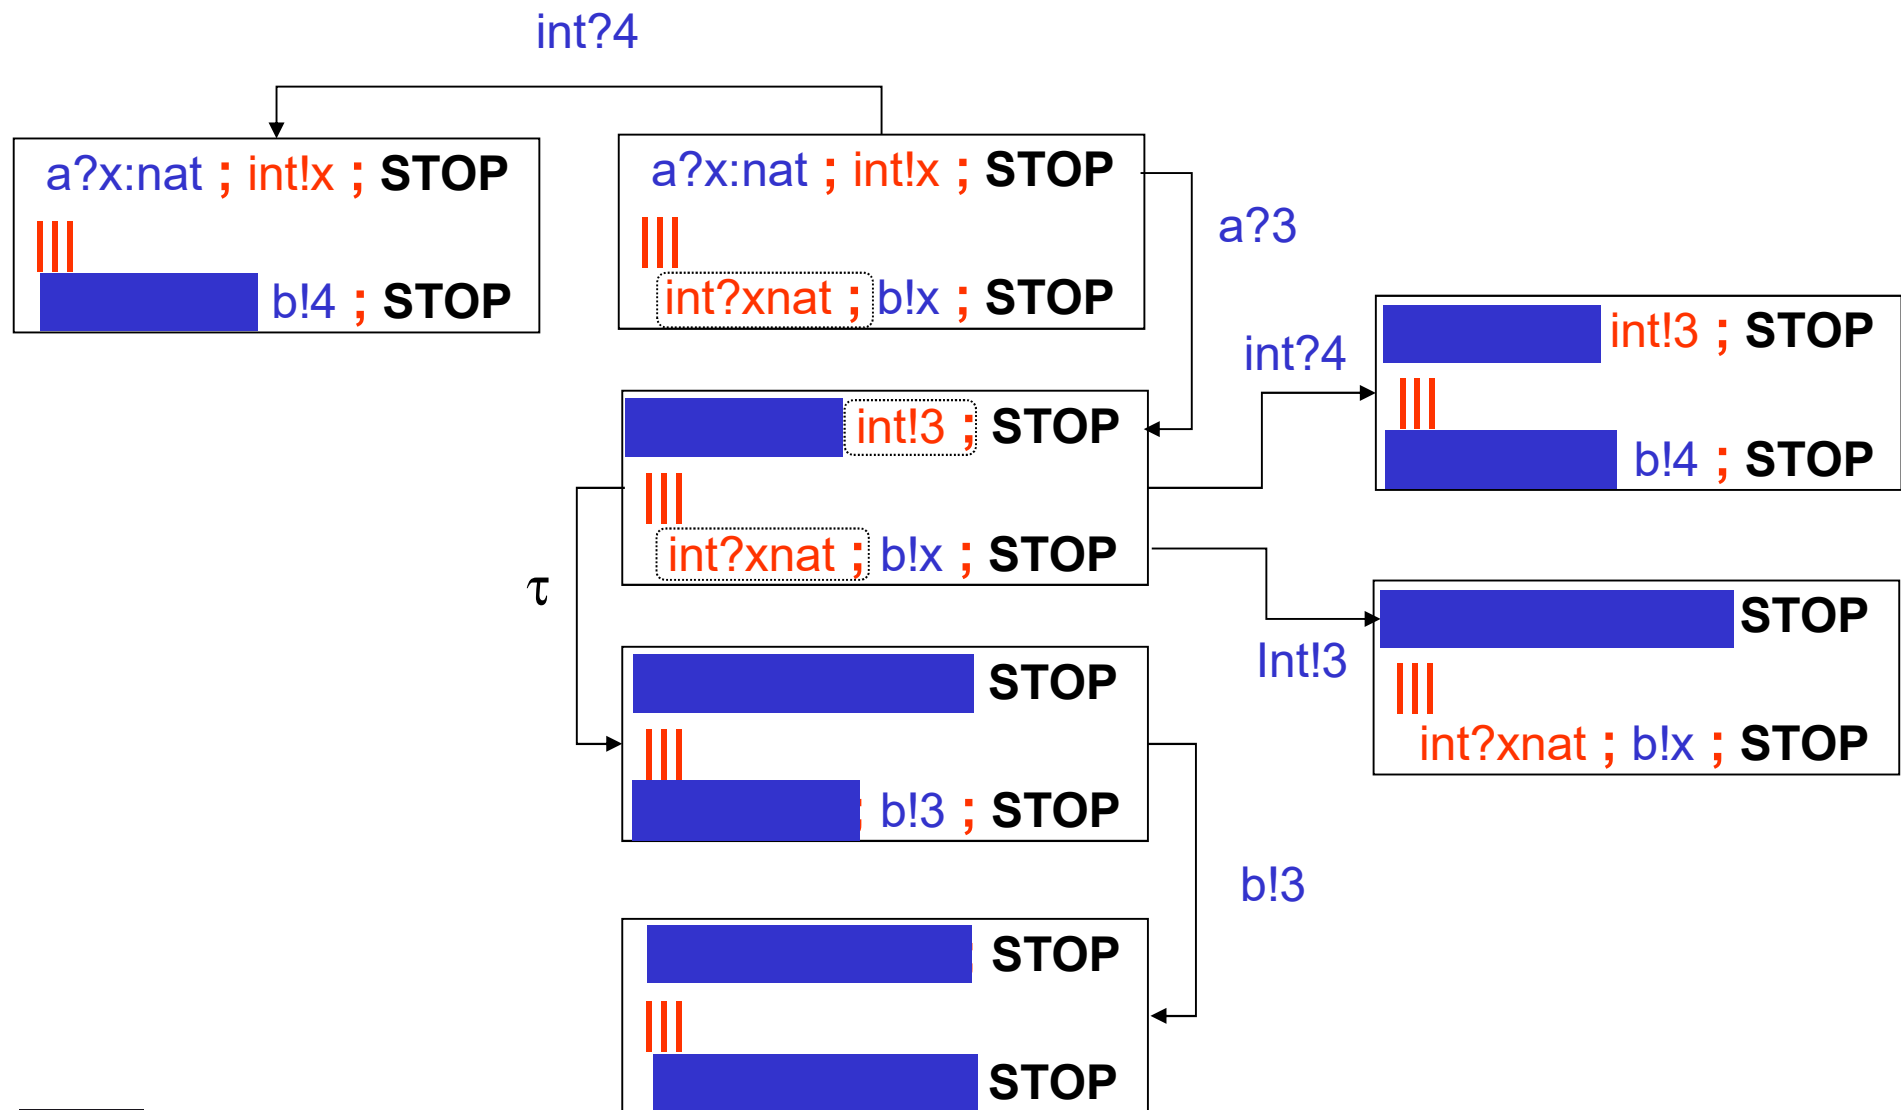 int?4
a?x:nat ; int!x ; STOP
|||
b!4 ; STOP
a?x:nat ; int!x ; STOP
|||
int?xnat ; b!x ; STOP
a?3
int!3 ; STOP
|||
int?xnat ; b!x ; STOP
int?4
int!3 ; STOP
|||
b!4 ; STOP
Int!3
STOP
|||
int?xnat ; b!x ; STOP
τ
STOP
|||
; b!3 ; STOP
b!3
STOP
|||
STOP